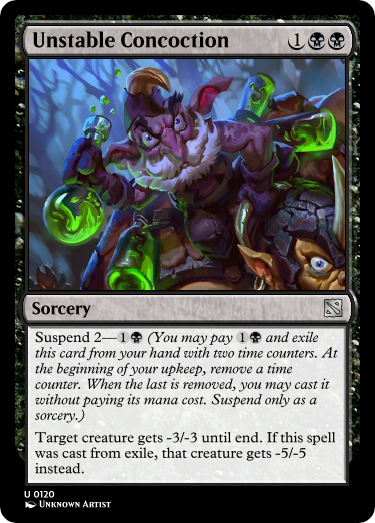 Unstable Concoction 1
Sorcery
Suspend 2—1 (You may pay 1 and exile
this card from your hand with two time counters. At
the beginning of your upkeep, remove a time
counter. When the last is removed, you may cast it
without paying its mana cost. Suspend only as a
sorcery.)
Target creature gets -3/-3 until end. If this spell
was cast from exile, that creature gets -5/-5
instead.
U 0120
Unknown Artist